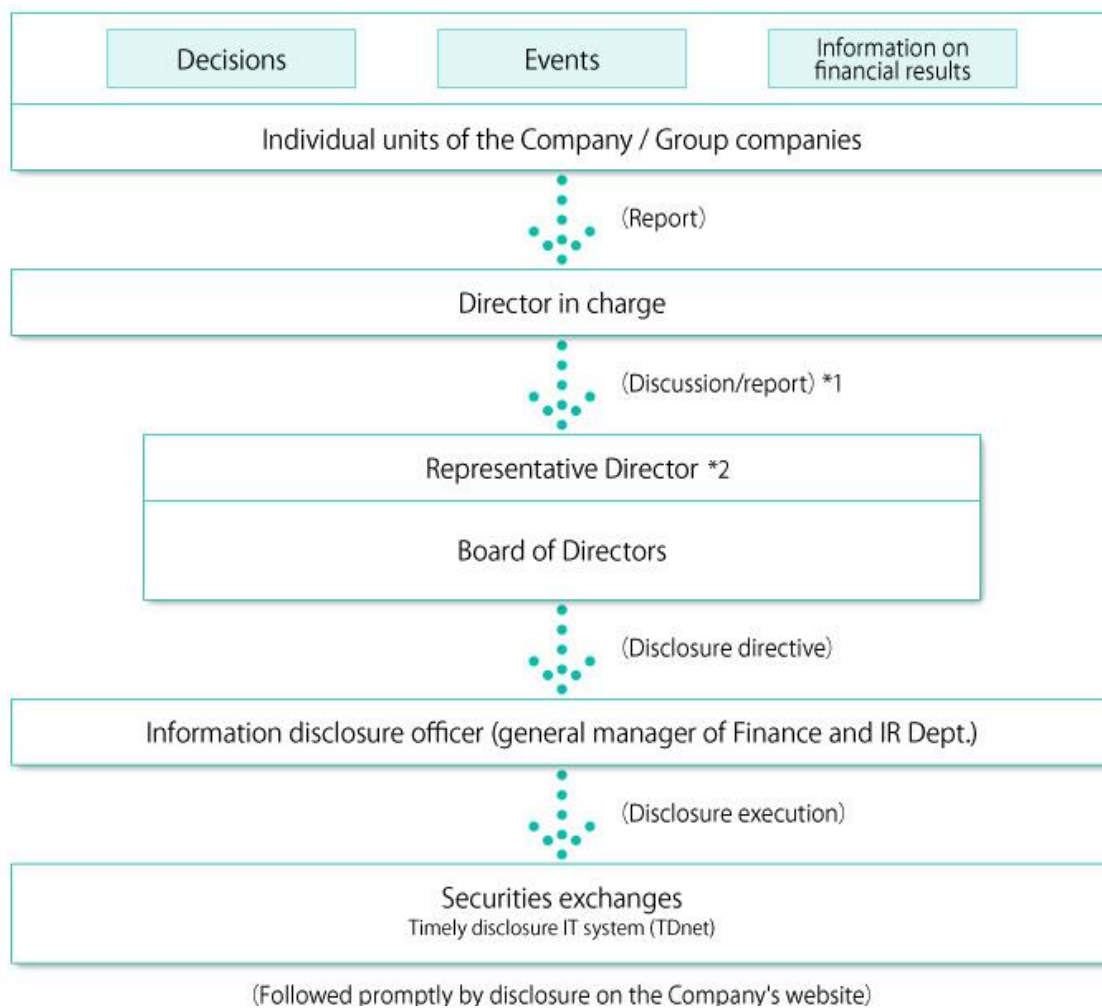 Decisions
Events
Information on
financial results
Individual units of the Company / Group companies
(Report)
Director in charge
(Discussion/report) *1
Representative Director *2
Board of Directors
(Disclosure directive)
Information disclosure officer (general manager of Finance and IR Dept.)
(Disclosure execution)
Securities exchanges
Timely disclosure IT system (TDnet)
(Followed promptly by disclosure on the Company's website)